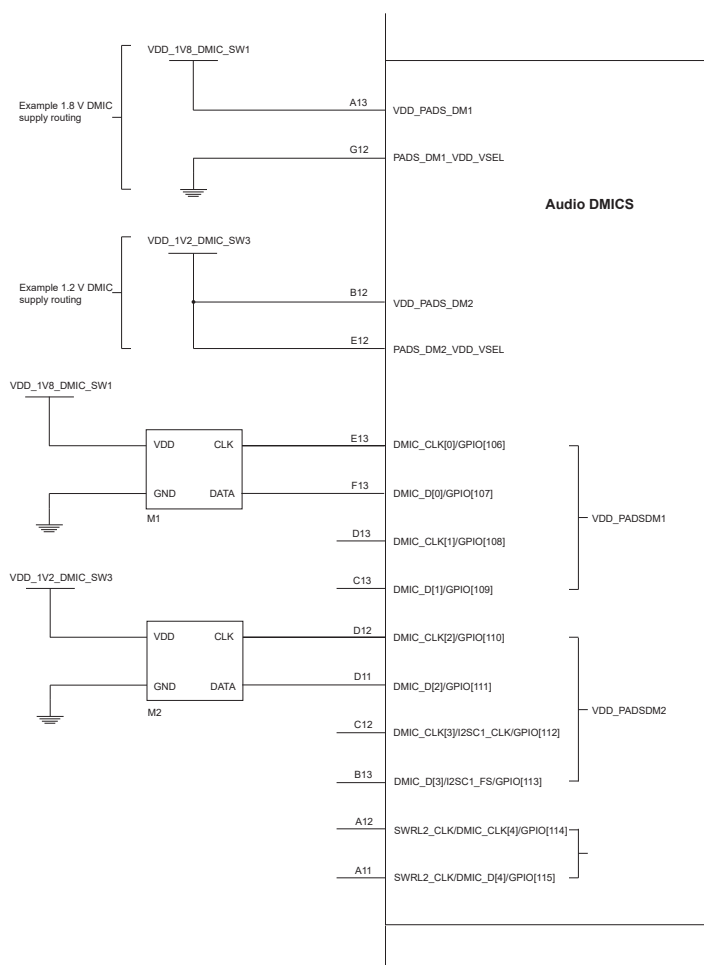 VDD_1V8_DMIC_SW1
Example 1.8 V DMIC
supply routing
A13
VDD_PADS_DM1
G12
PADS_DM1_VDD_VSEL
Audio DMICS
VDD_1V2_DMIC_SW3
Example 1.2 V DMIC
supply routing
B12
VDD_PADS_DM2
E12
PADS_DM2_VDD_VSEL
VDD_1V8_DMIC_SW1
VDD
CLK
E13
DMIC_CLK[0]/GPIO[106]
GND
DATA
F13
DMIC_D[0]/GPIO[107]
M1
VDD_PADSDM1
D13
DMIC_CLK[1]/GPIO[108]
VDD_1V2_DMIC_SW3
C13
DMIC_D[1]/GPIO[109]
VDD
CLK
D12
DMIC_CLK[2]/GPIO[110]
GND
DATA
D11
DMIC_D[2]/GPIO[111]
M2
VDD_PADSDM2
C12
DMIC_CLK[3]/I2SC1_CLK/GPIO[112]
B13
DMIC_D[3]/I2SC1_FS/GPIO[113]
A12
SWRL2_CLK/DMIC_CLK[4]/GPIO[114]
A11
SWRL2_CLK/DMIC_D[4]/GPIO[115]